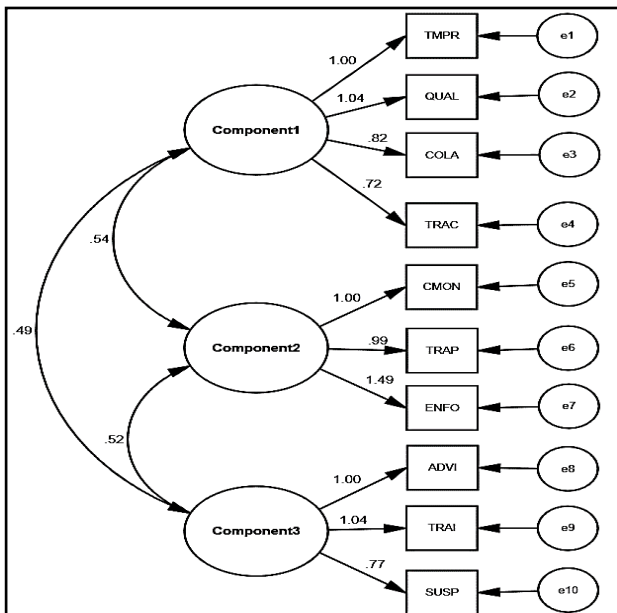 TMPR
e1
1.00
QUAL
e2
1.04
Component1
.82
COLA
e3
.72
TRAC
e4
.54
CMON
e5
1.00
.49
Component2
.99
TRAP
e6
1.49
ENFO
e7
.52
ADVI
e8
1.00
Component3
1.04
TRAI
e9
.77
SUSP
e10